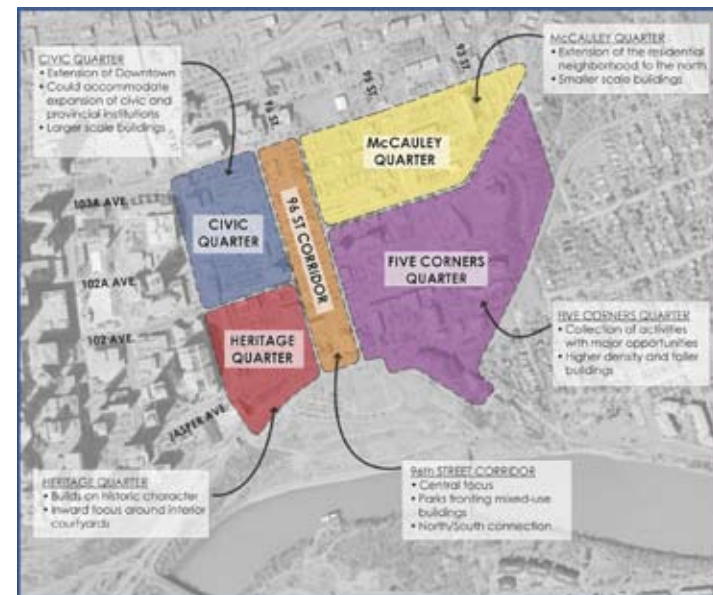 CIVIC QUARTER
• Extension of Downtown
• Could accommodate
expansion of civic and
provincial institutions
• Larger scale buildings
McCAULEY QUARTER
• Extension of the residential
neighborhood to the north
• Smaller scale buildings
96 ST.
95 ST.
93 ST.
McCAULEY
QUARTER
103A AVE.
CIVIC
QUARTER
96 ST CORRIDOR
102A AVE.
FIVE CORNERS
QUARTER
102 AVE.
HERITAGE
QUARTER
JASPER AVE.
FIVE CORNERS QUARTER
• Collection of activities
with major opportunities
• Higher density and taller
buildings
HERITAGE QUARTER
• Builds on historic character
• Inward focus around interior
courtyards
96th STREET CORRIDOR
• Central focus
• Parks fronting mixed-use
buildings
• North/South connection